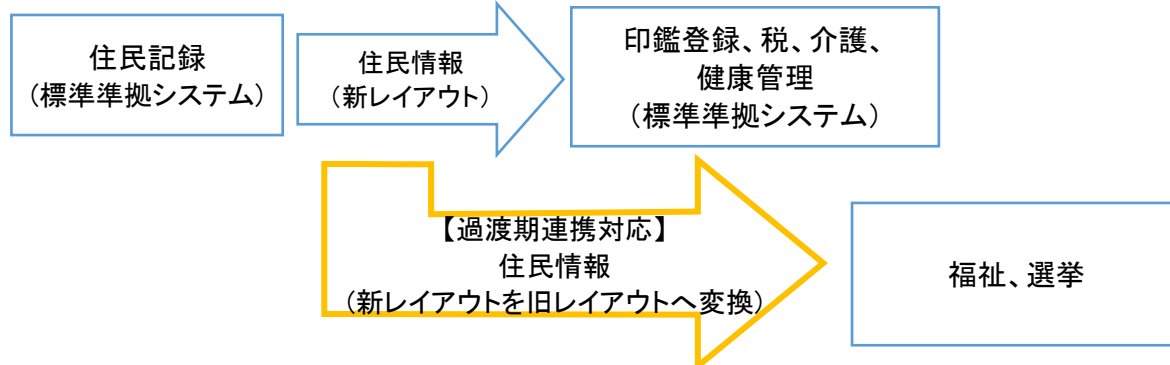 住民記録
（標準準拠システム）
住民情報
（新レイアウト）
印鑑登録、税、介護、
健康管理
（標準準拠システム）
【過渡期連携対応】
住民情報
（新レイアウトを旧レイアウトへ変換）
福祉、選挙